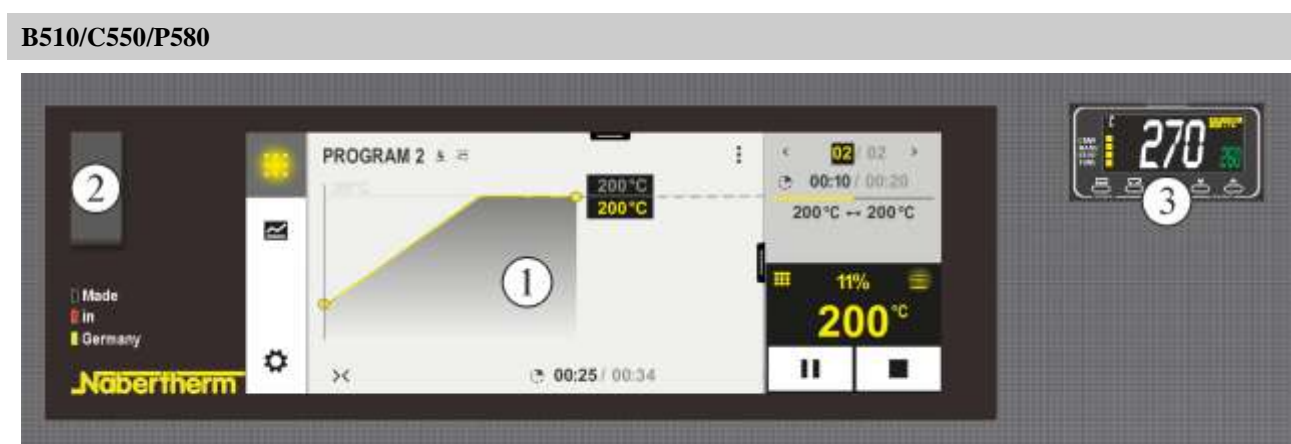 B510/C550/P580
2
PROGRAM 2
200 °C
200 °C
1
Made
in
Germany
Nabertherm
00:25 / 00:34
< 02 / 02 >
00:10 / 00:20
200 °C ↔ 200 °C
11%
200 °C
C
270
260
3